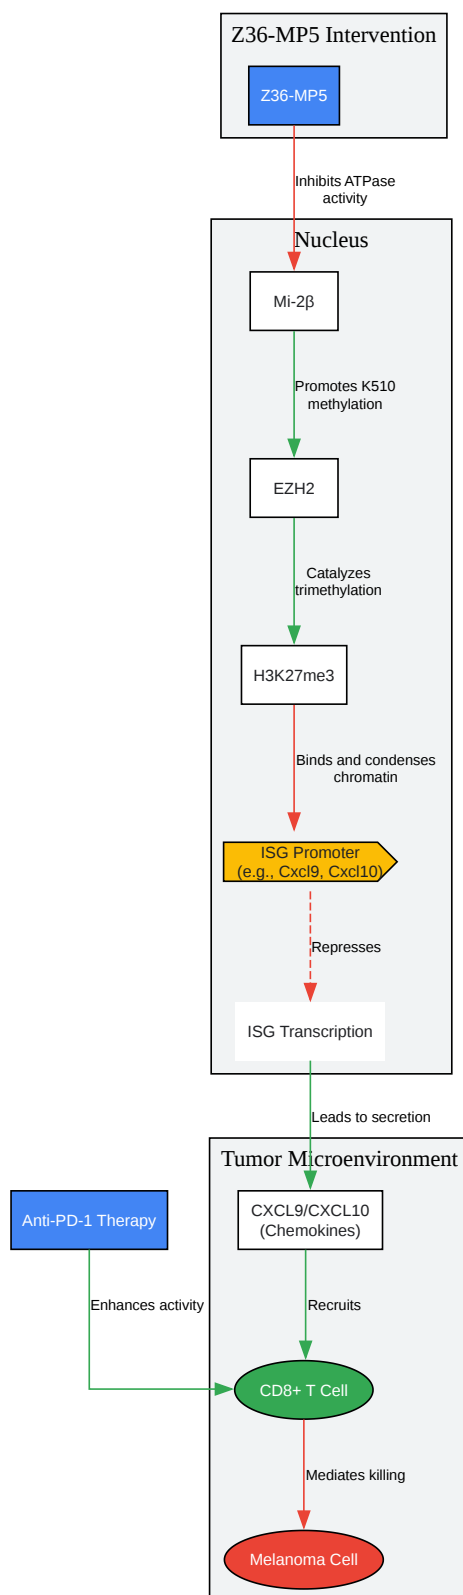 Z36-MP5 Intervention
Z36-MP5
Inhibits ATPase
activity
Nucleus
Mi-2β
Promotes K510
methylation
EZH2
Catalyzes
trimethylation
H3K27me3
Binds and condenses
chromatin
ISG Promoter
(e.g., Cxcl9, Cxcl10)
Represses
ISG Transcription
Leads to secretion
Tumor Microenvironment
Anti-PD-1 Therapy
CXCL9/CXCL10
(Chemokines)
Enhances activity
Recruits
CD8+ T Cell
Mediates killing
Melanoma Cell